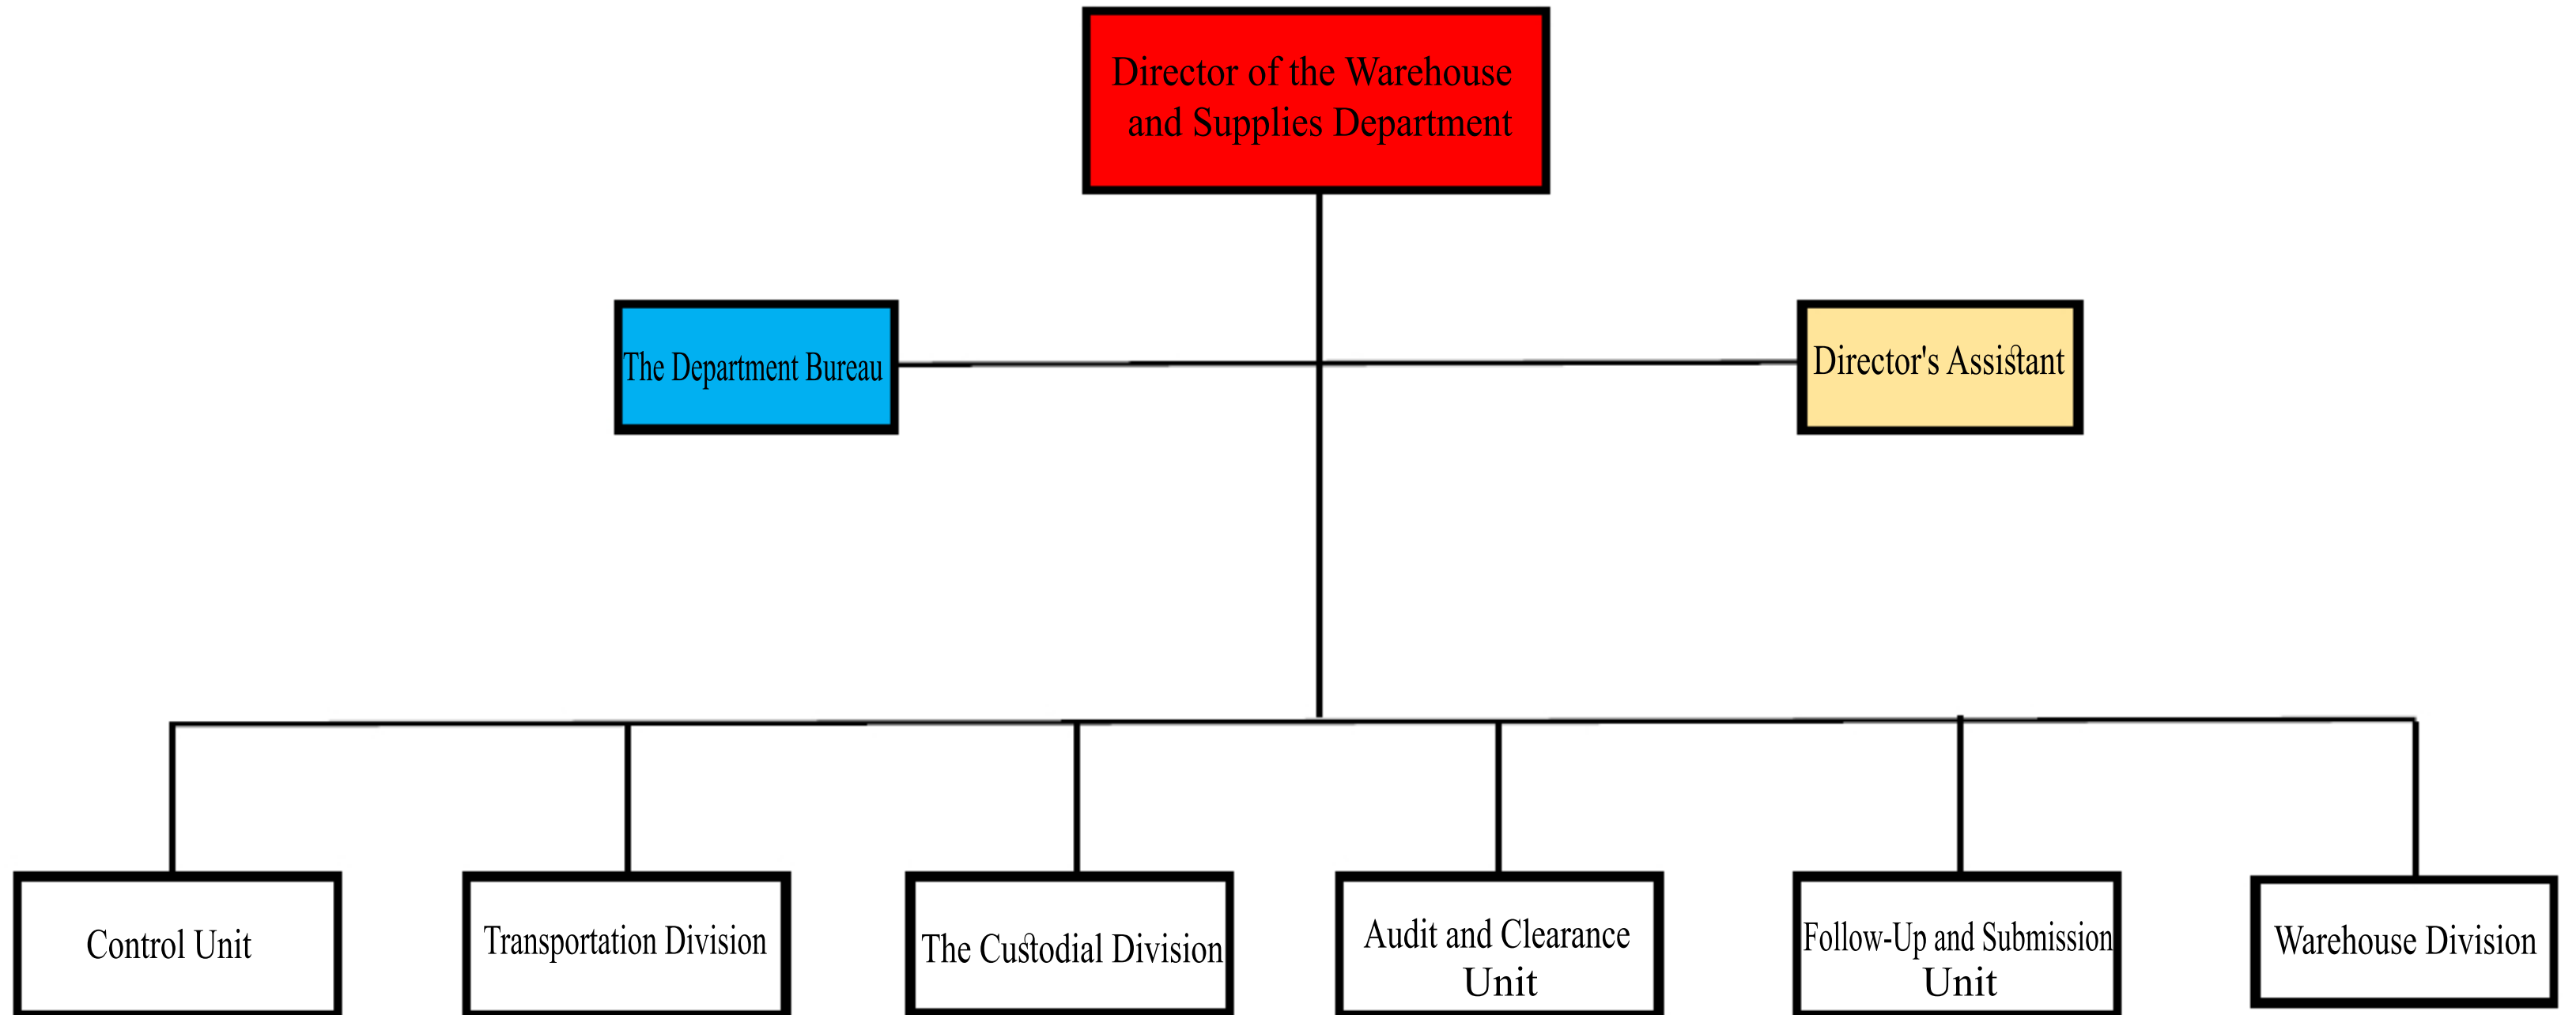 Director of the Warehouse
and Supplies Department
The Department Bureau
Director's Assistant
Control Unit
Transportation Division
The Custodial Division
Audit and Clearance
Unit
Follow-Up and Submission
Unit
Warehouse Division